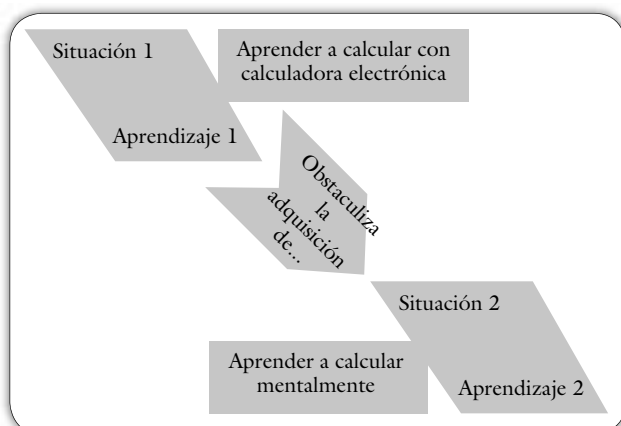 Situación 1
Aprendizaje 1
Aprender a calcular con
calculadora electrónica
Obstaculiza
la
adquisición
de...
Situación 2
Aprendizaje 2
Aprender a calcular
mentalmente